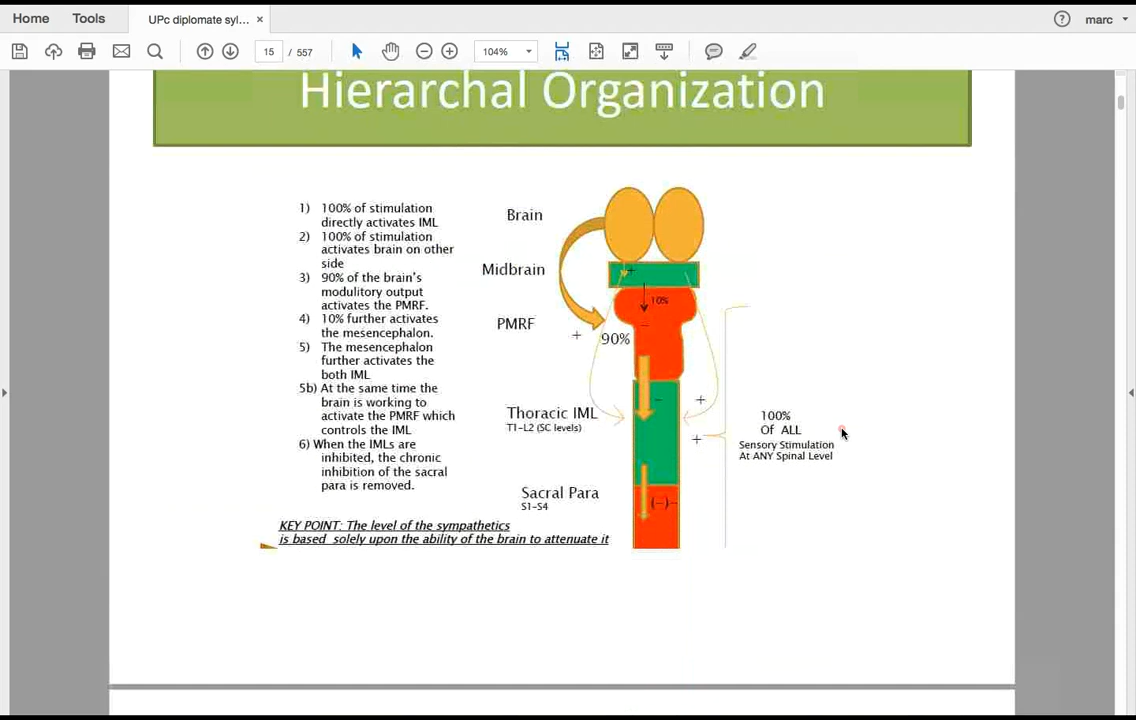 Home
Tools
UPc diplomate syl...
×
?
marc
15
/ 557
104%
Hierarchal Organization
1) 100% of stimulation
directly activates IML
2) 100% of stimulation
activates brain on other
side
3) 90% of the brain's
modulitory output
activates the PMRF.
4) 10% further activates
the mesencephalon.
5) The mesencephalon
further activates the
both IML
5b) At the same time the
brain is working to
activate the PMRF which
controls the IML
6) When the IMLs are
inhibited, the chronic
inhibition of the sacral
para is removed.
KEY POINT: The level of the sympathetics
is based solely upon the ability of the brain to attenuate it
Brain
Midbrain
+
10%
PMRF
–
+
90%
Thoracic IML
T1-L2 (SC levels)
–
+
+
Sacral Para
S1-S4
(-)-
100%
Of ALL
Sensory Stimulation
At ANY Spinal Level